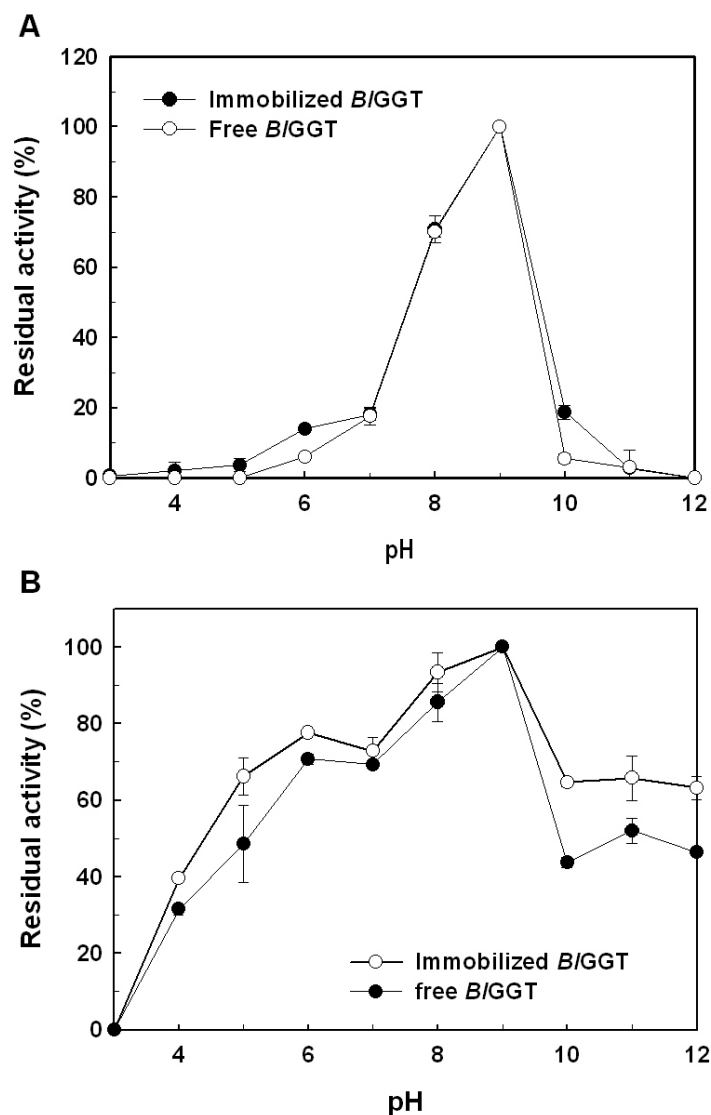 A
120
100
80
60
40
20
0
Residual activity (%)
Immobilized BlGGT
Free BlGGT
4 6 8 10 12
pH
B
100
80
60
40
20
0
Residual activity (%)
Immobilized BlGGT
free BlGGT
4 6 8 10 12
pH